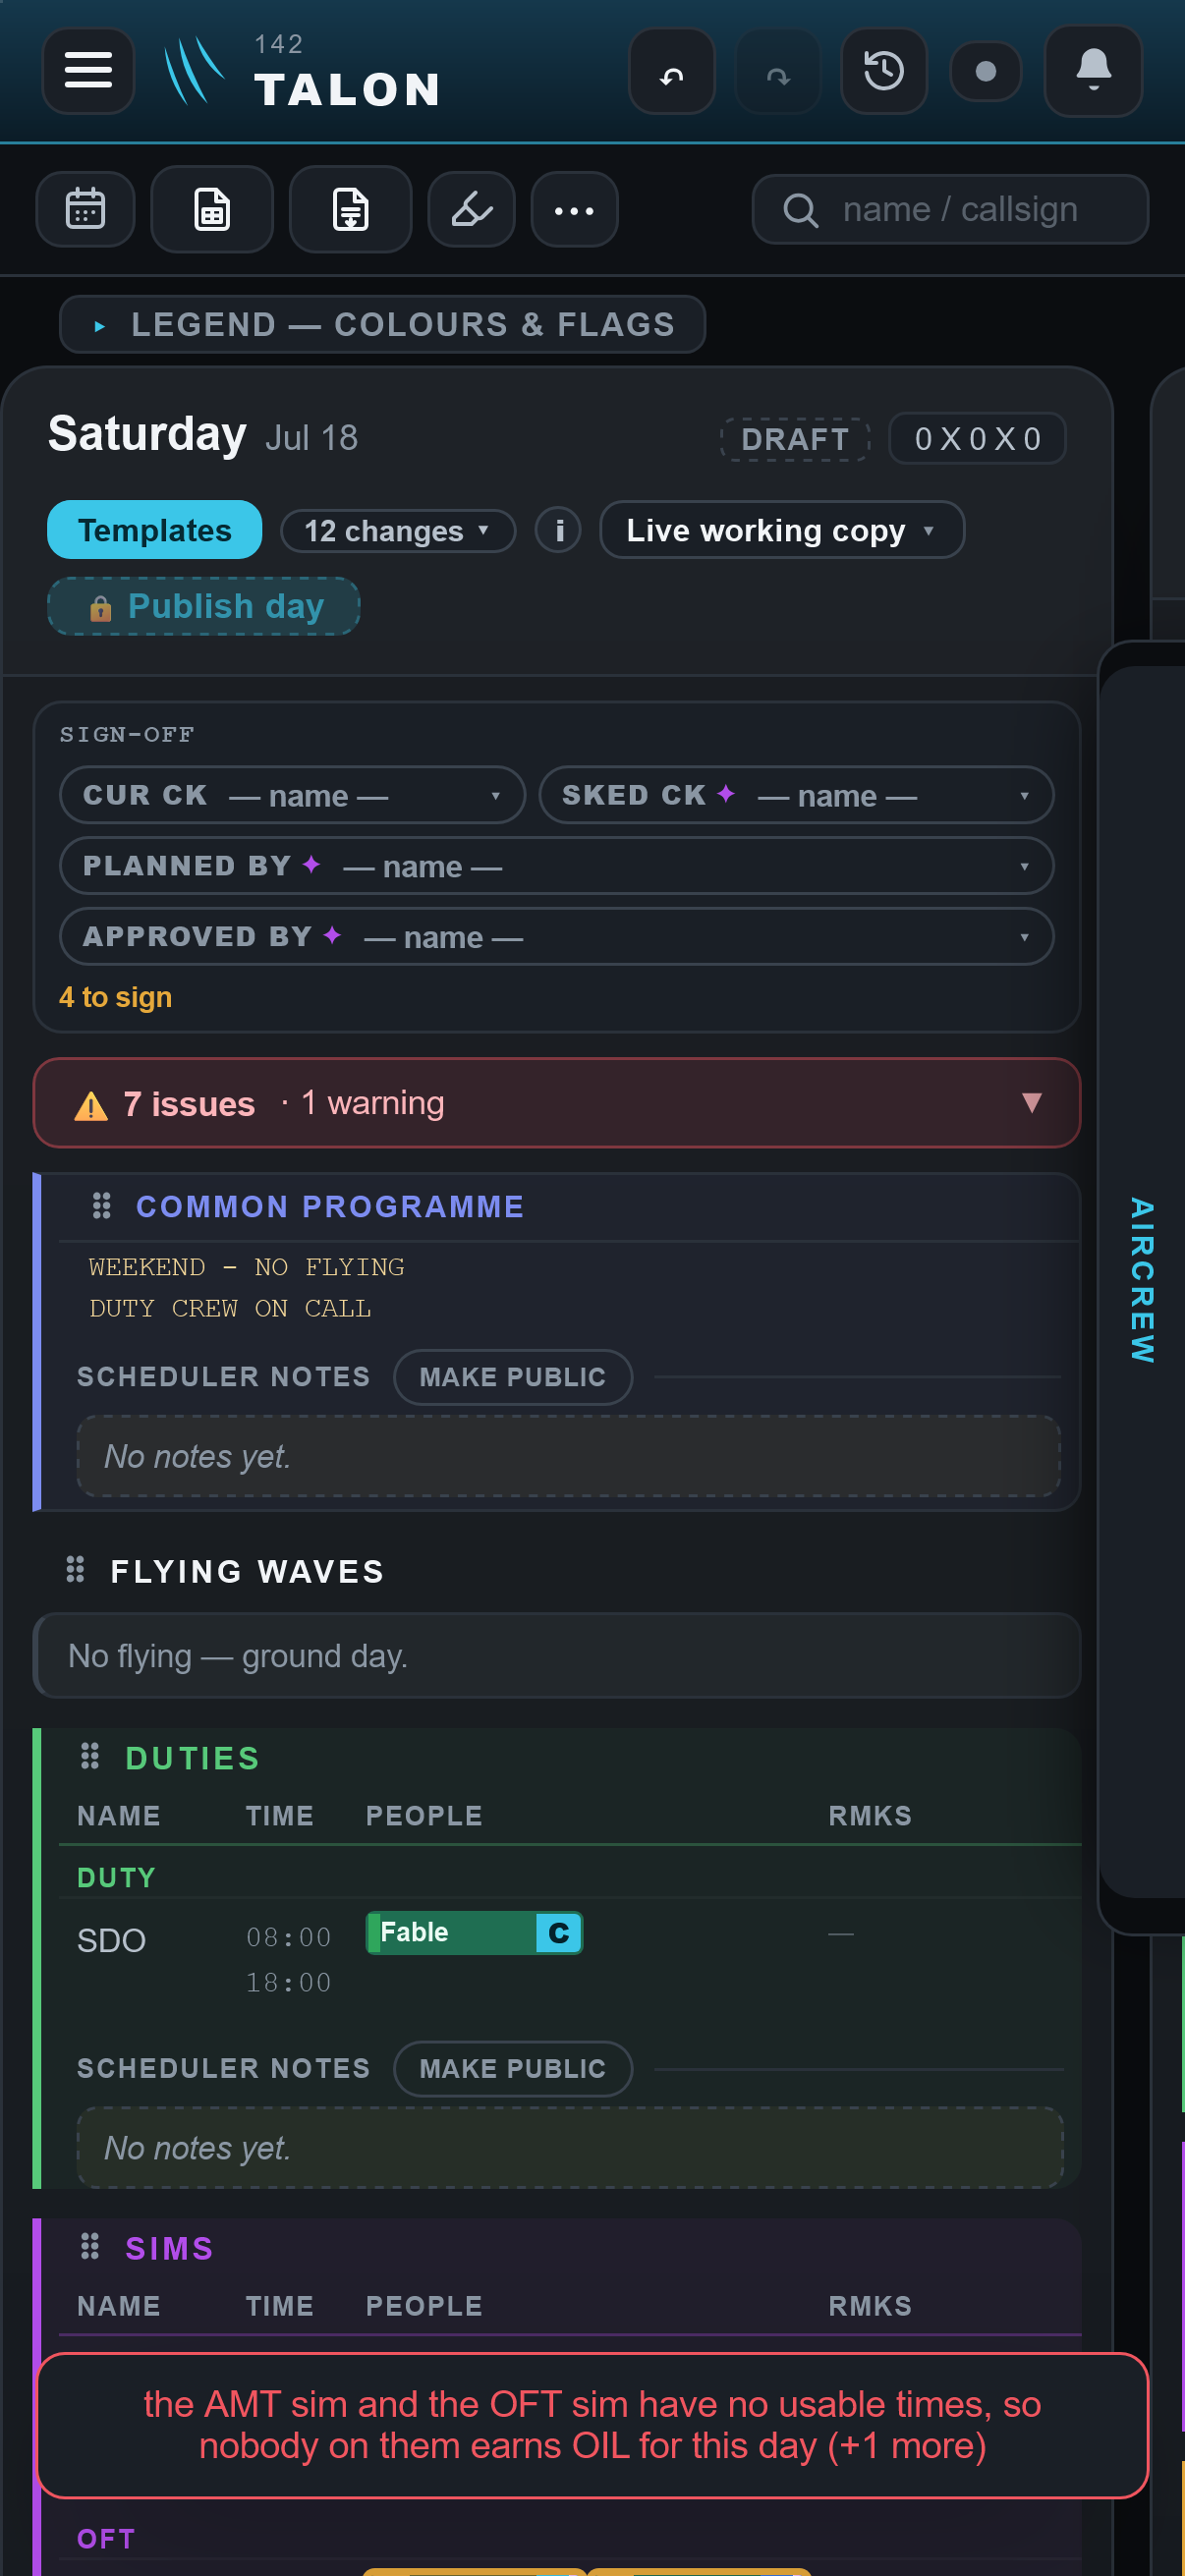 142
TALON
name / callsign
LEGEND — COLOURS & FLAGS
Saturday Jul 18
DRAFT
0 X 0 X 0
Templates
12 changes
i
Live working copy
Publish day
SIGN-OFF
CUR CK — name —
SKED CK — name —
PLANNED BY — name —
APPROVED BY — name —
4 to sign
7 issues · 1 warning
COMMON PROGRAMME
WEEKEND - NO FLYING
DUTY CREW ON CALL
SCHEDULER NOTES MAKE PUBLIC
No notes yet.
AIRCREW
FLYING WAVES
No flying — ground day.
DUTIES
NAME TIME PEOPLE RMKS
DUTY
SDO 08:00 Fable C —
18:00
SCHEDULER NOTES MAKE PUBLIC
No notes yet.
SIMS
NAME TIME PEOPLE RMKS
the AMT sim and the OFT sim have no usable times, so
nobody on them earns OIL for this day (+1 more)
OFT